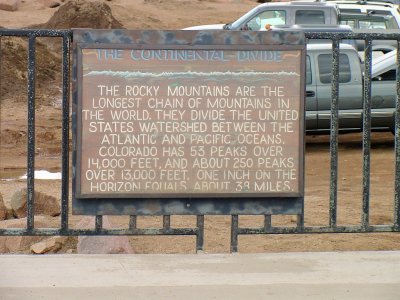 THE CONTINENTAL DIVIDE
THE ROCKY MOUNTAINS ARE THE
LONGEST CHAIN OF MOUNTAINS IN
THE WORLD. THEY DIVIDE THE UNITED
STATES WATERSHED BETWEEN THE
ATLANTIC AND PACIFIC OCEANS.
COLORADO HAS 53 PEAKS OVER
14,000 FEET, AND ABOUT 250 PEAKS
OVER 13,000 FEET. ONE INCH ON THE
HORIZON EQUALS ABOUT 39 MILES.